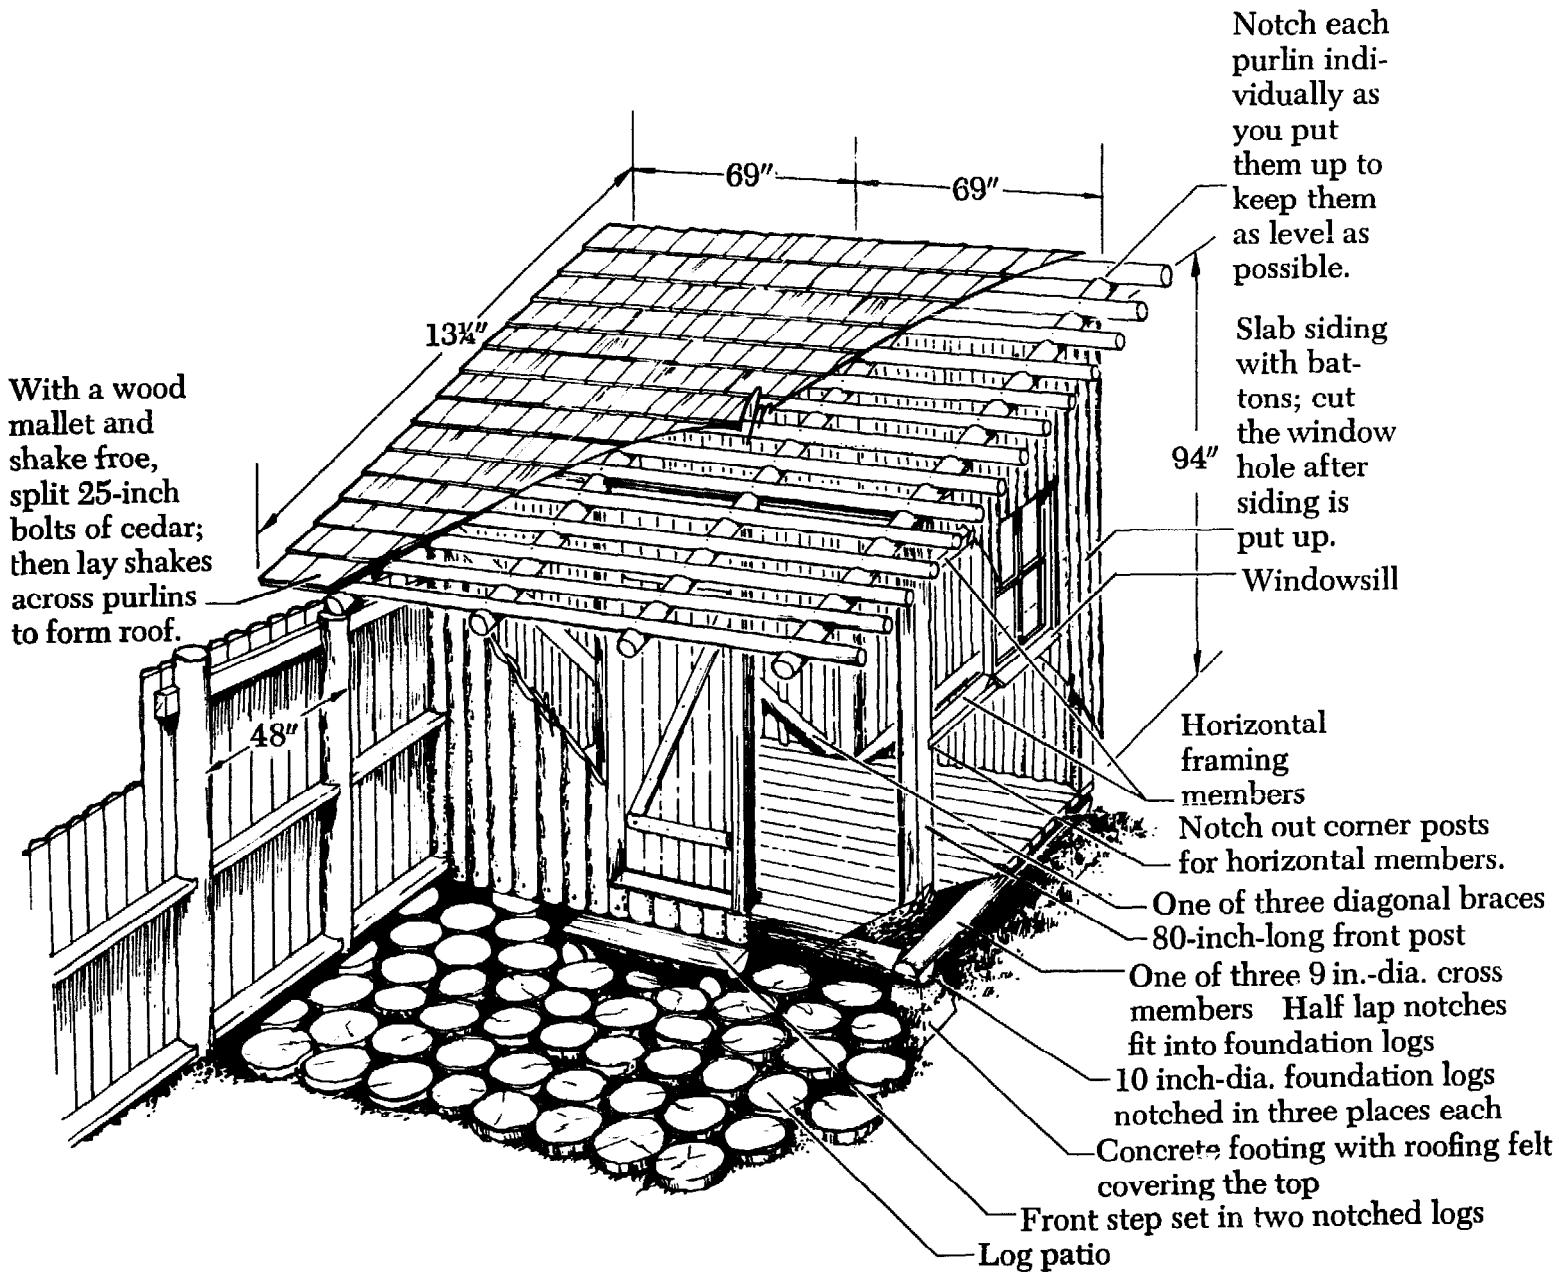 Notch each
purlin indi-
vidually as
you put
them up to
keep them
as level as
possible.
69"
69"
13¼"
Slab siding
with bat-
tons; cut
the window
hole after
siding is
put up.
94"
With a wood
mallet and
shake froe,
split 25-inch
bolts of cedar;
then lay shakes
across purlins
to form roof.
Windowsill
48"
Horizontal
framing
members
Notch out corner posts
for horizontal members.
One of three diagonal braces
80-inch-long front post
One of three 9 in.-dia. cross
members Half lap notches
fit into foundation logs
10 inch-dia. foundation logs
notched in three places each
Concrete footing with roofing felt
covering the top
Front step set in two notched logs
Log patio